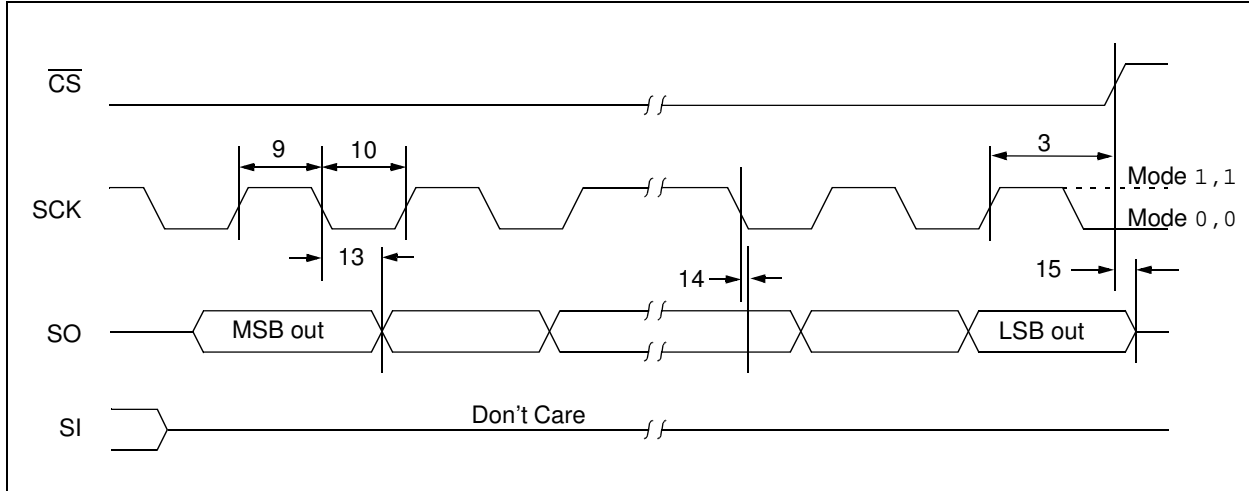 CS
9
10
3
SCK
Mode 1,1
Mode 0,0
13
14
15
SO
MSB out
LSB out
SI
Don't Care